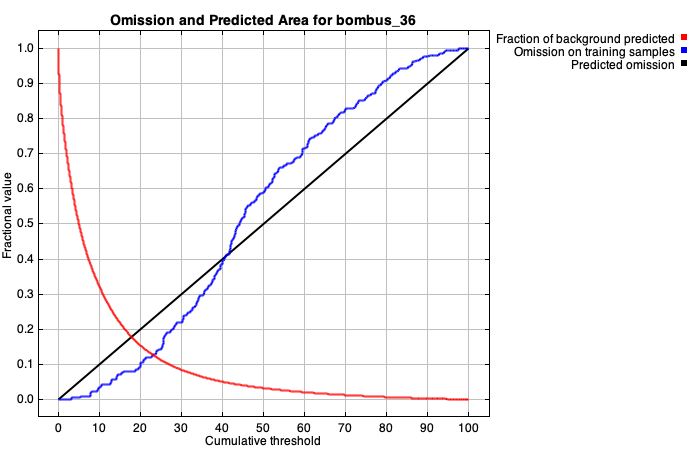 Omission and Predicted Area for bombus_36
Fraction of background predicted
Omission on training samples
Predicted omission
1.0
0.9
0.8
0.7
0.6
0.5
0.4
0.3
0.2
0.1
0.0
Fractional value
0 10 20 30 40 50 60 70 80 90 100
Cumulative threshold